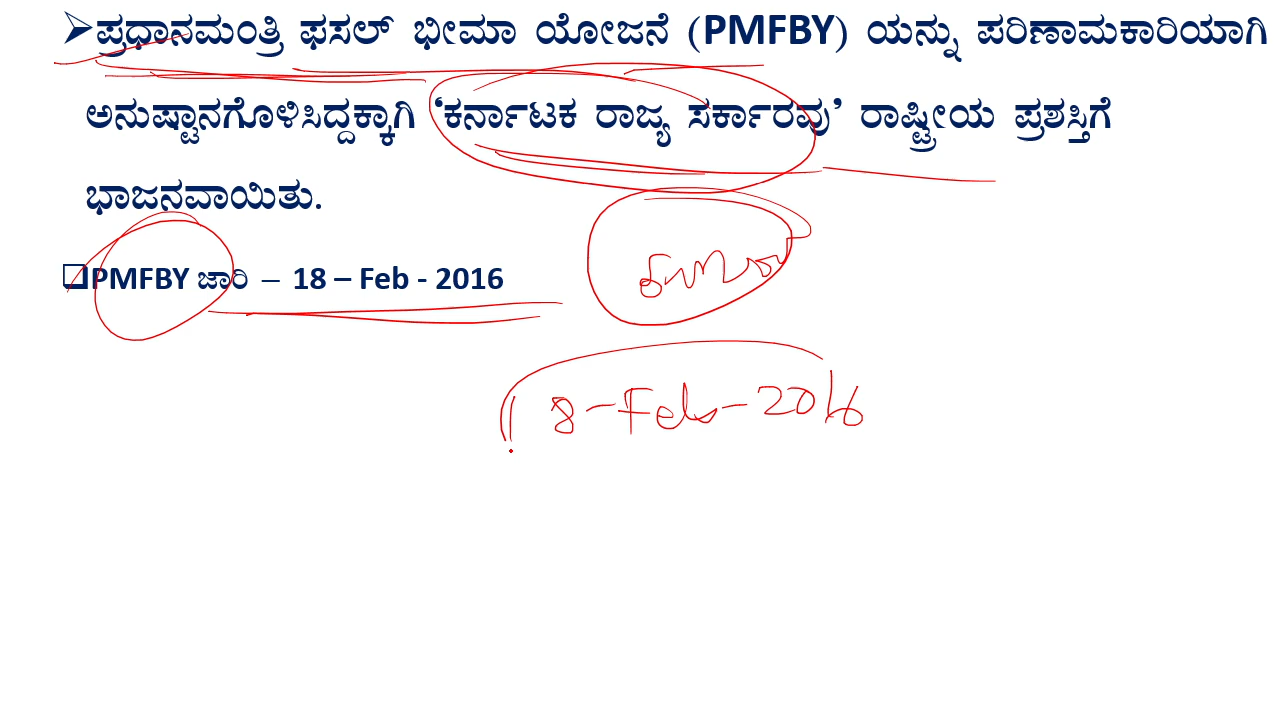 ➢ಪ್ರಧಾನಮಂತ್ರಿ ಫಸಲ್ ಭೀಮಾ ಯೋಜನೆ (PMFBY) ಯನ್ನು ಪರಿಣಾಮಕಾರಿಯಾಗಿ
ಅನುಷ್ಟಾನಗೊಳಿಸಿದ್ದಕ್ಕಾಗಿ ‘ಕರ್ನಾಟಕ ರಾಜ್ಯ ಸರ್ಕಾರವು’ ರಾಷ್ಟ್ರೀಯ ಪ್ರಶಸ್ತಿಗೆ
ಭಾಜನವಾಯಿತು.
❑PMFBY ಜಾರಿ – 18 – Feb - 2016
18-Feb-2016